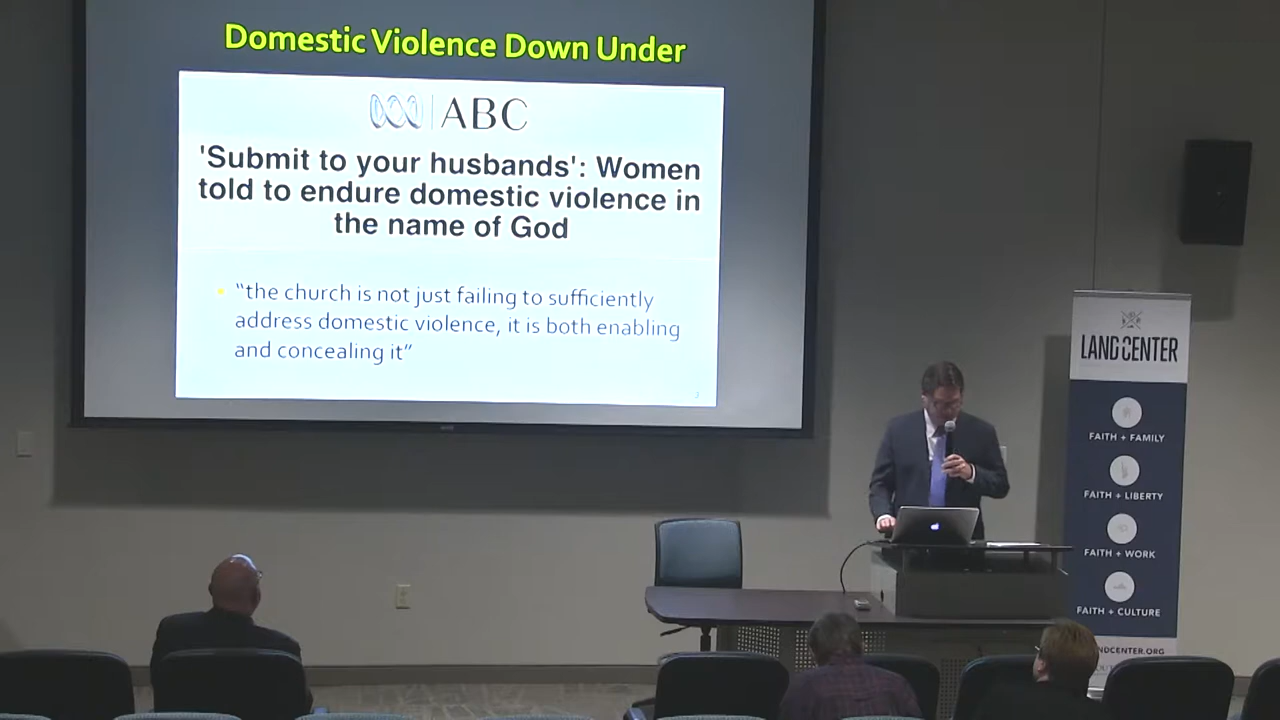 Domestic Violence Down Under
ABC
'Submit to your husbands': Women
told to endure domestic violence in
the name of God
“the church is not just failing to sufficiently
address domestic violence, it is both enabling
and concealing it”
LAND CENTER
FAITH + FAMILY
FAITH + LIBERTY
FAITH + WORK
FAITH + CULTURE
NDCENTER.ORG